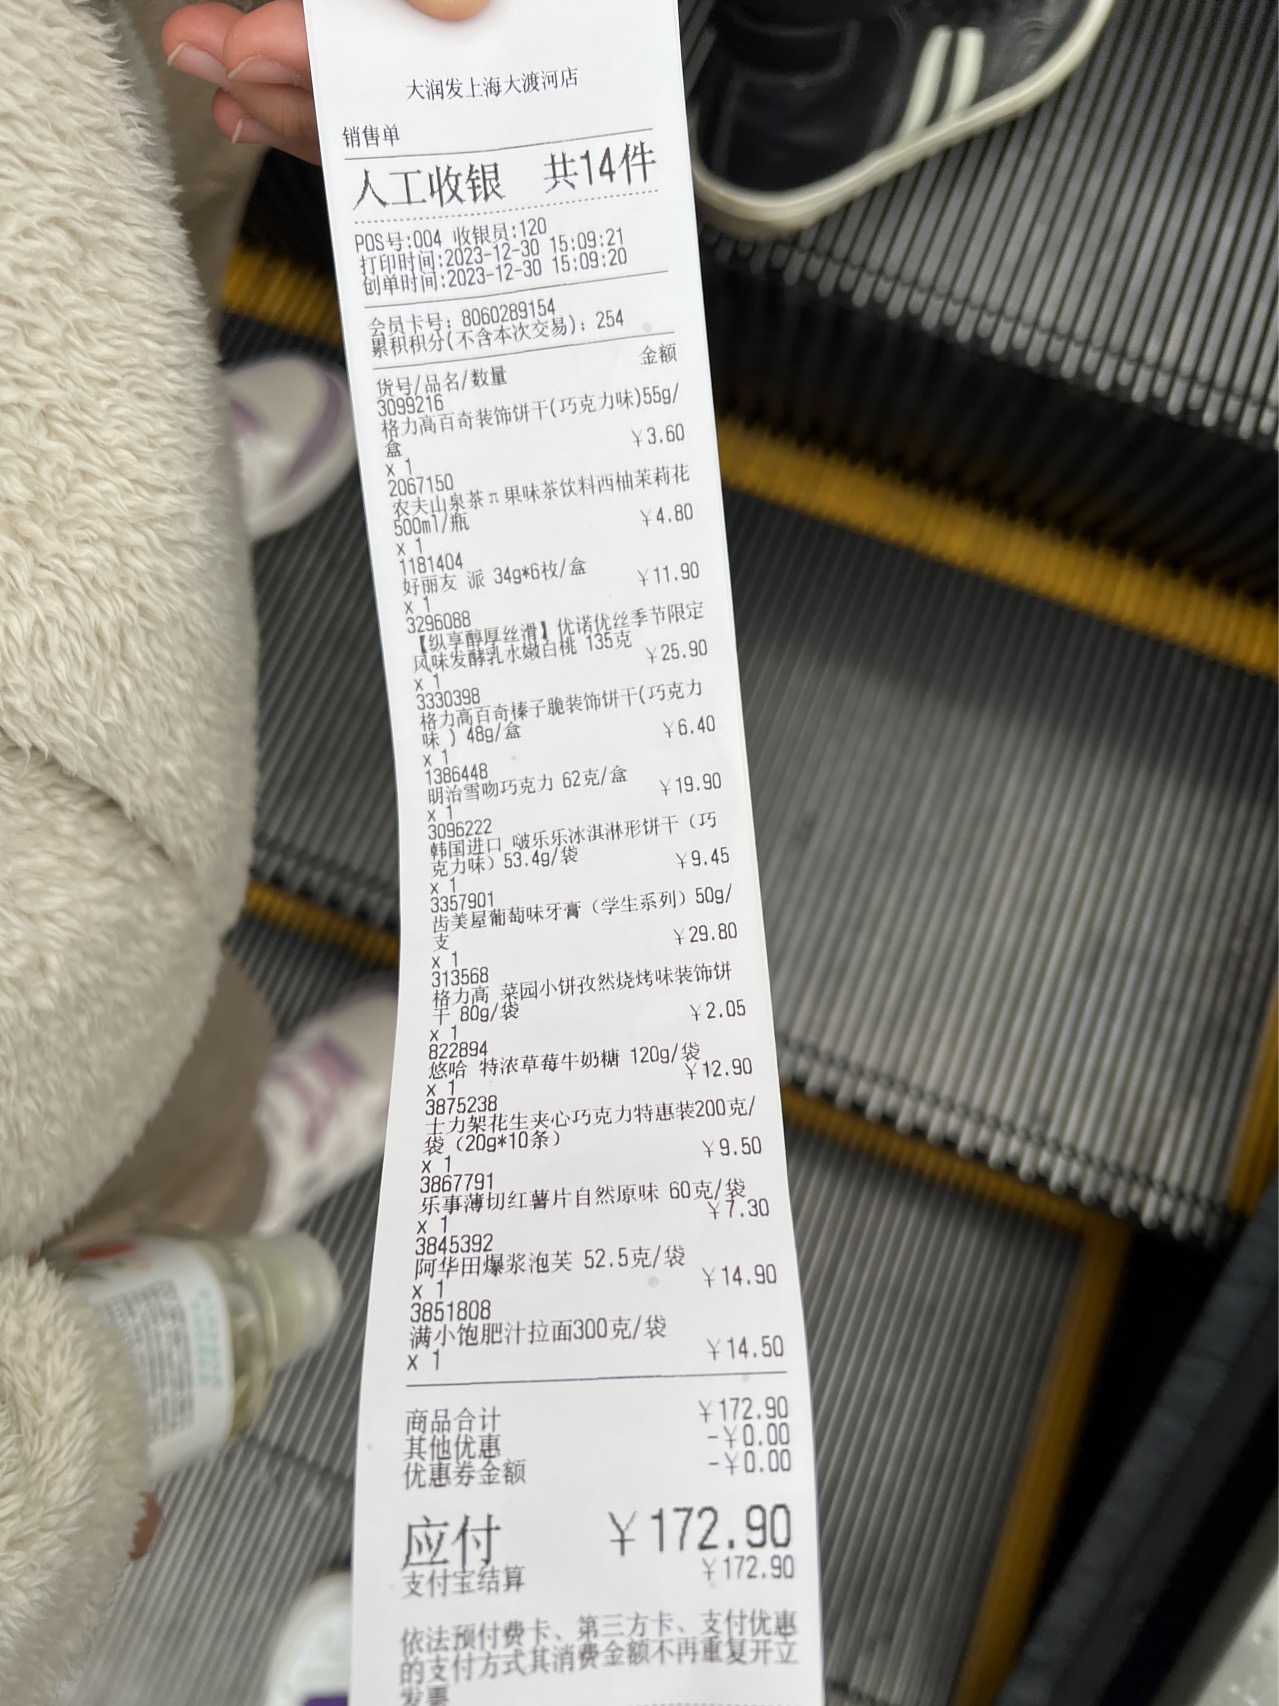 大润发上海大渡河店
销售单
人工收银 共14件
POS号:004 收银员:120
打印时间:2023-12-30 15:09:21
创单时间:2023-12-30 15:09:20
会员卡号: 8060289154
累积积分(不含本次交易): 254
货号/品名/数量 金额
3099216
格力高百奇装饰饼干(巧克力味)55g/
盒 ¥3.60
x 1
2067150
农夫山泉茶π果味茶饮料西柚茉莉花
500ml/瓶 ¥4.80
x 1
1181404
好丽友 派 34g*6枚/盒 ¥11.90
x 1
3296088
【纵享醇厚丝滑】优诺优丝季节限定
风味发酵乳水嫩白桃 135克 ¥25.90
x 1
3330398
格力高百奇榛子脆装饰饼干(巧克力
味 ) 48g/盒 ¥6.40
x 1
1386448
明治雪吻巧克力 62克/盒 ¥19.90
x 1
3096222
韩国进口 啵乐乐冰淇淋形饼干（巧
克力味）53.4g/袋 ¥9.45
x 1
3357901
齿美屋葡萄味牙膏（学生系列）50g/
支 ¥29.80
x 1
313568
格力高 菜园小饼孜然烧烤味装饰饼
干 80g/袋 ¥2.05
x 1
822894
悠哈 特浓草莓牛奶糖 120g/袋
¥12.90
x 1
3875238
士力架花生夹心巧克力特惠装200克/
袋（20g*10条） ¥9.50
x 1
3867791
乐事薄切红薯片自然原味 60克/袋
¥7.30
x 1
3845392
阿华田爆浆泡芙 52.5克/袋
¥14.90
x 1
3851808
满小饱肥汁拉面300克/袋
x 1 ¥14.50
商品合计 ¥172.90
其他优惠 -¥0.00
优惠券金额 -¥0.00
应付 ¥172.90
支付宝结算 ¥172.90
依法预付费卡、第三方卡、支付优惠
的支付方式其消费金额不再重复开立
发票